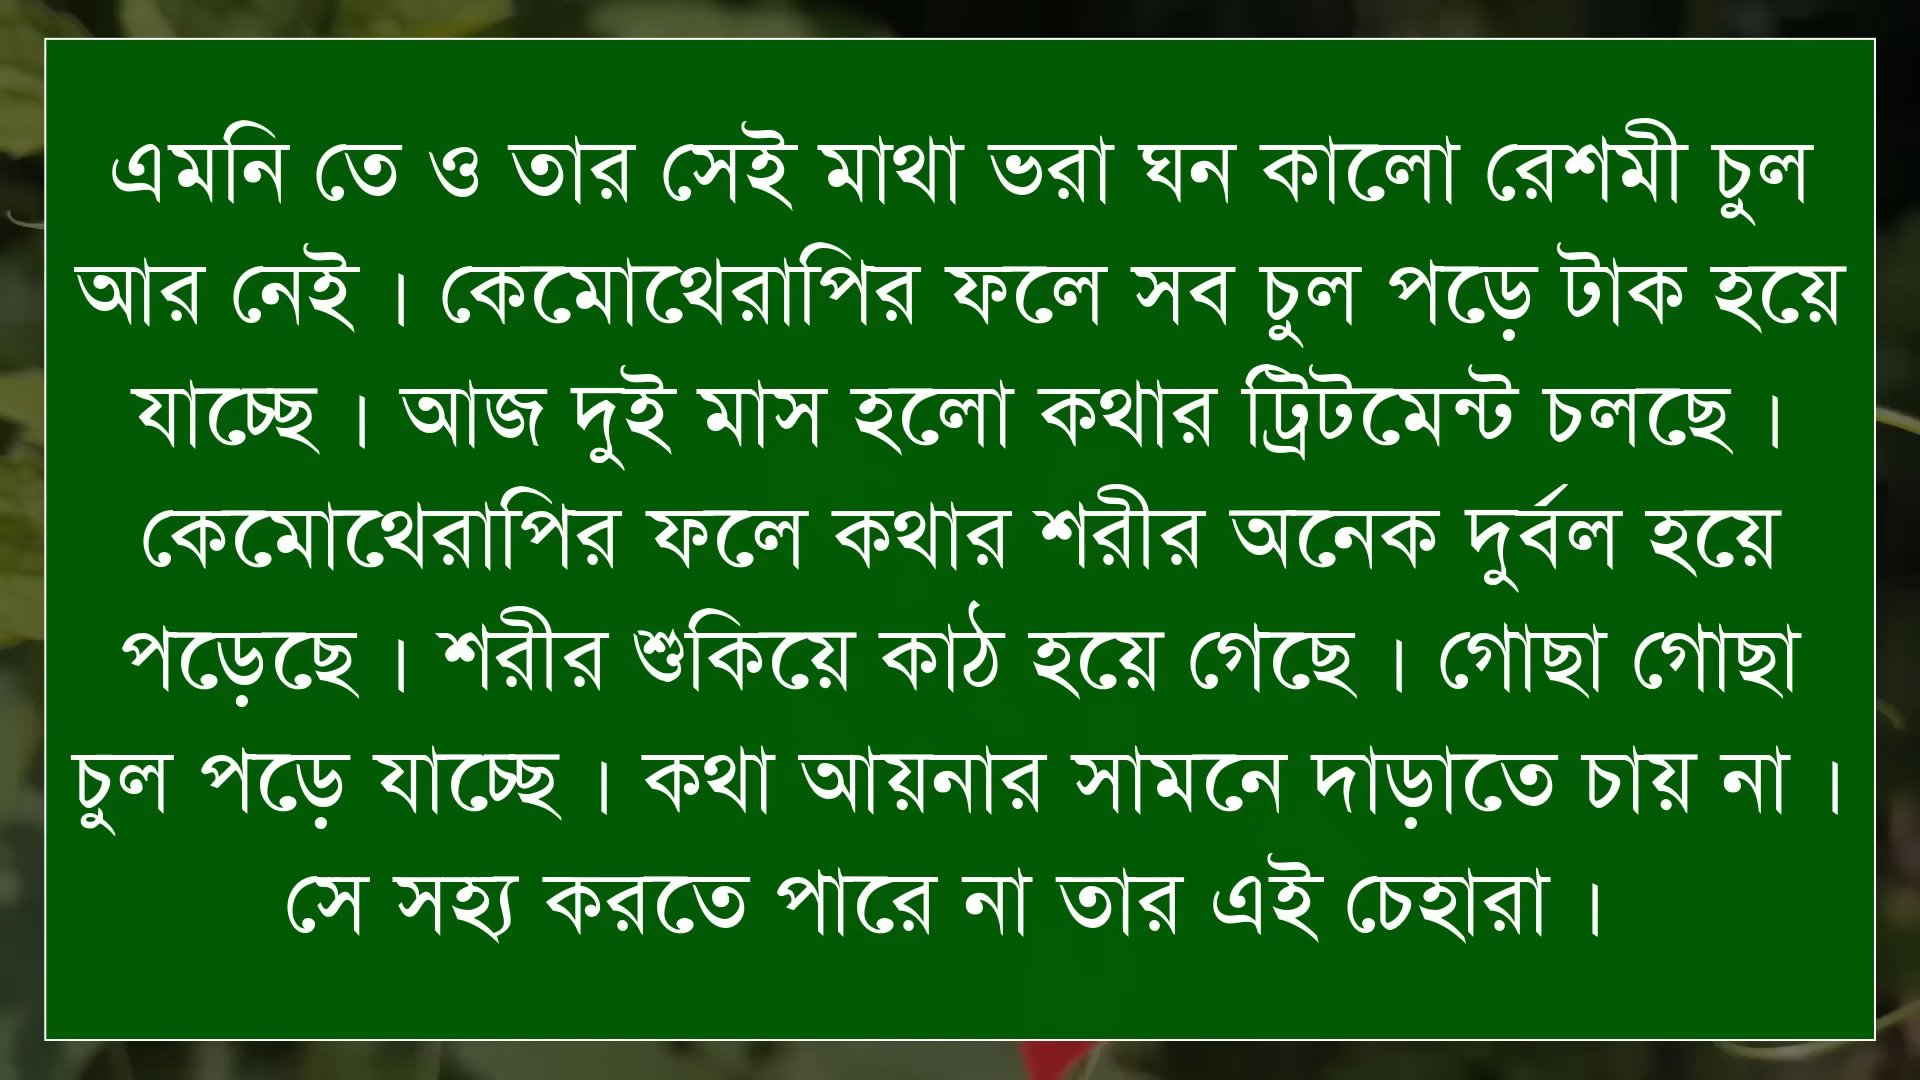 এমনি তে ও তার সেই মাথা ভরা ঘন কালো রেশমী চুল
আর নেই । কেমোথেরাপির ফলে সব চুল পড়ে টাক হয়ে
যাচ্ছে । আজ দুই মাস হলো কথার ট্রিটমেন্ট চলছে ।
কেমোথেরাপির ফলে কথার শরীর অনেক দুর্বল হয়ে
পড়েছে । শরীর শুকিয়ে কাঠ হয়ে গেছে । গোছা গোছা
চুল পড়ে যাচ্ছে । কথা আয়নার সামনে দাড়াতে চায় না ।
সে সহ্য করতে পারে না তার এই চেহারা ।